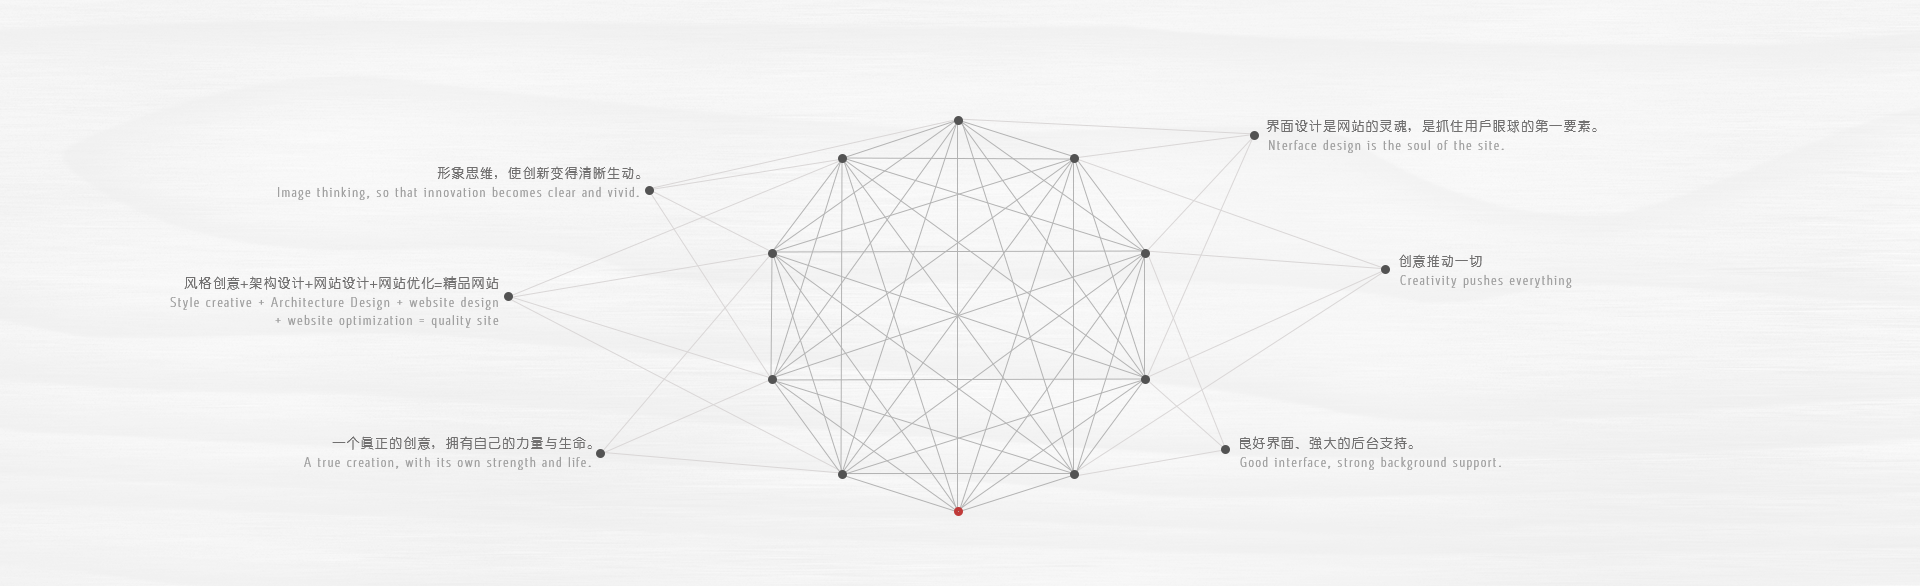 界面设计是网站的灵魂，是抓住用戶眼球的第一要素。
Nterface design is the soul of the site.
形象思维，使创新变得清晰生动。
Image thinking, so that innovation becomes clear and vivid.
创意推动一切
Creativity pushes everything
风格创意+架构设计+网站设计+网站优化=精品网站
Style creative + Architecture Design + website design
+ website optimization = quality site
一个真正的创意，拥有自己的力量与生命。
A true creation, with its own strength and life.
良好界面、強大的后台支持。
Good interface, strong background support.